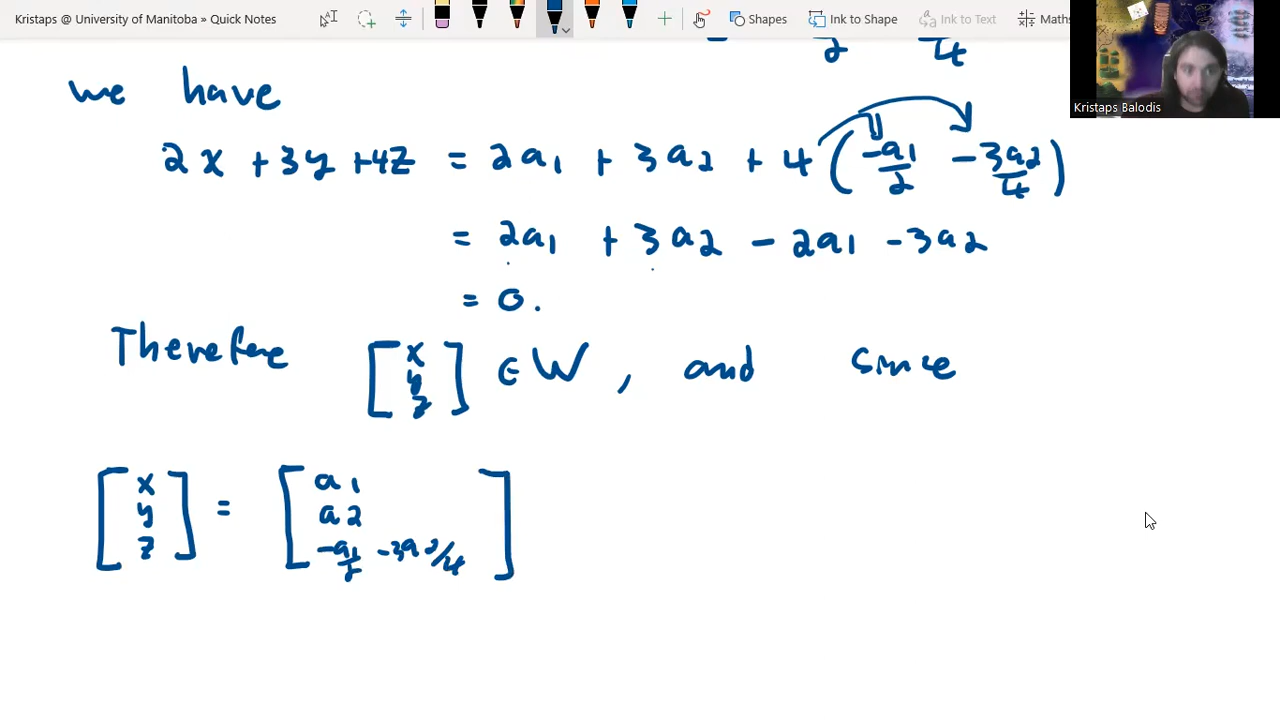 Kristaps @ University of Manitoba » Quick Notes
Shapes
Ink to Shape
Ink to Text
Maths
Kristaps Balodis
2 4
we have
2x + 3y + 4z = 2a1 + 3a2 + 4 (-a1/2 - 3a2/4)
= 2a1 + 3a2 - 2a1 - 3a2
= 0.
Therefore [x y z] ∈ W, and since
[x y z] = [a1 a2 -a1/2 - 3a2/4]